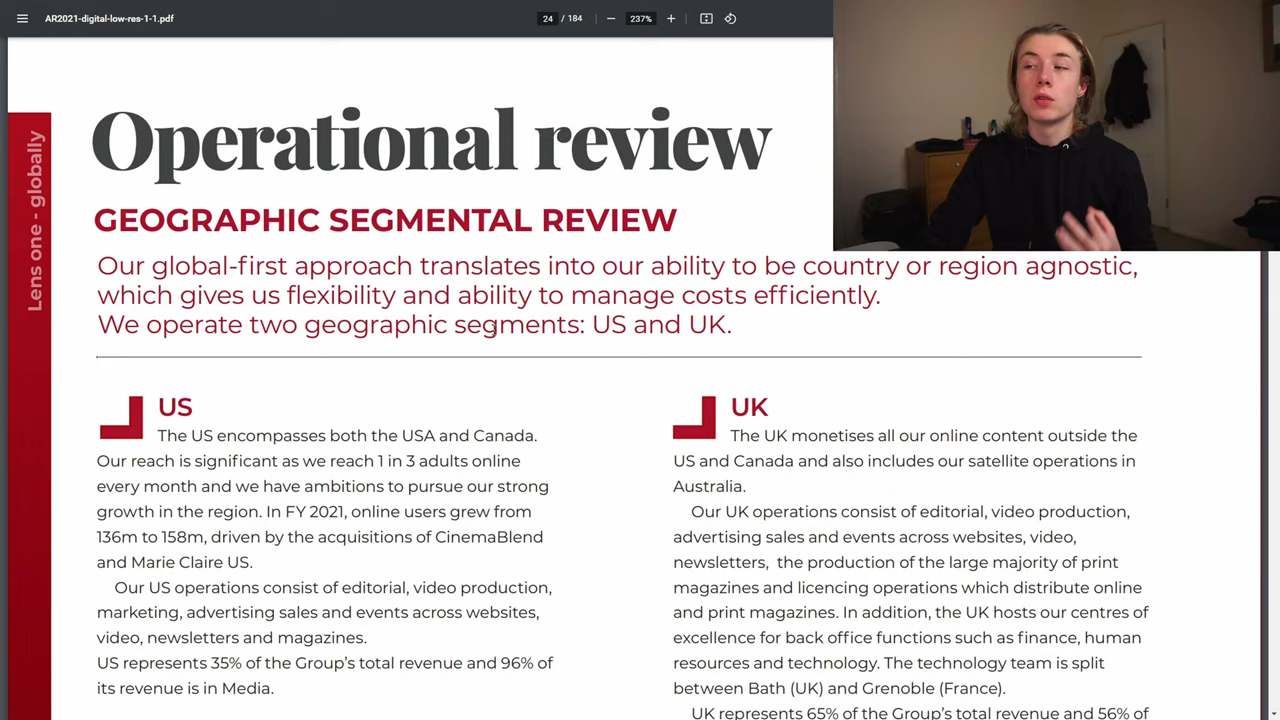 AR2021-digital-low-res-1-1.pdf
24 / 184
237%
Lens one - globally
Operational review
GEOGRAPHIC SEGMENTAL REVIEW
Our global-first approach translates into our ability to be country or region agnostic,
which gives us flexibility and ability to manage costs efficiently.
We operate two geographic segments: US and UK.
US
The US encompasses both the USA and Canada.
Our reach is significant as we reach 1 in 3 adults online
every month and we have ambitions to pursue our strong
growth in the region. In FY 2021, online users grew from
136m to 158m, driven by the acquisitions of CinemaBlend
and Marie Claire US.
Our US operations consist of editorial, video production,
marketing, advertising sales and events across websites,
video, newsletters and magazines.
US represents 35% of the Group's total revenue and 96% of
its revenue is in Media.
UK
The UK monetises all our online content outside the
US and Canada and also includes our satellite operations in
Australia.
Our UK operations consist of editorial, video production,
advertising sales and events across websites, video,
newsletters, the production of the large majority of print
magazines and licencing operations which distribute online
and print magazines. In addition, the UK hosts our centres of
excellence for back office functions such as finance, human
resources and technology. The technology team is split
between Bath (UK) and Grenoble (France).
UK represents 65% of the Group's total revenue and 56% of